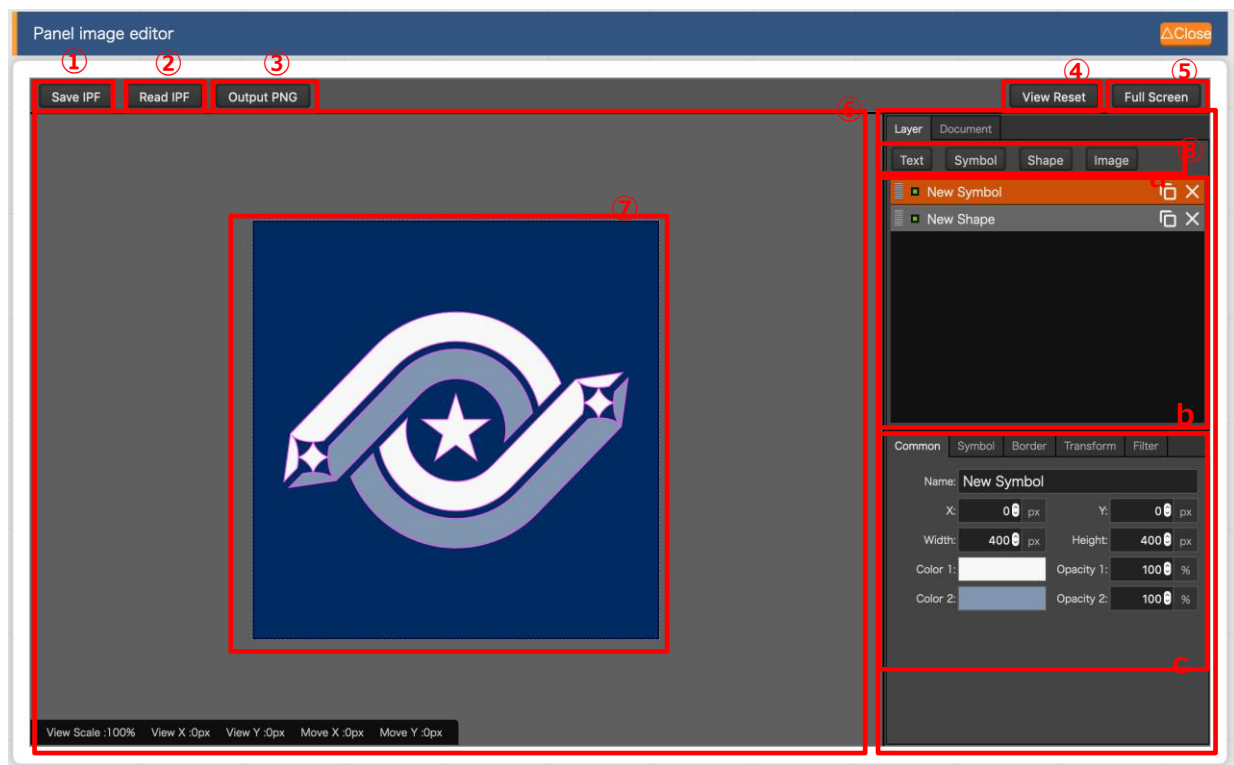 Panel image editor
△Close
① ② ③ ④ ⑤
Save IPF Read IPF Output PNG View Reset Full Screen
⑥
Layer Document
⑧
Text Symbol Shape Image
a
New Symbol
⑦
New Shape
b
Common Symbol Border Transform Filter
Name: New Symbol
X: 0 px Y: 0 px
Width: 400 px Height: 400 px
Color 1: Opacity 1: 100 %
Color 2: Opacity 2: 100 %
c
View Scale :100% View X :0px View Y :0px Move X :0px Move Y :0px